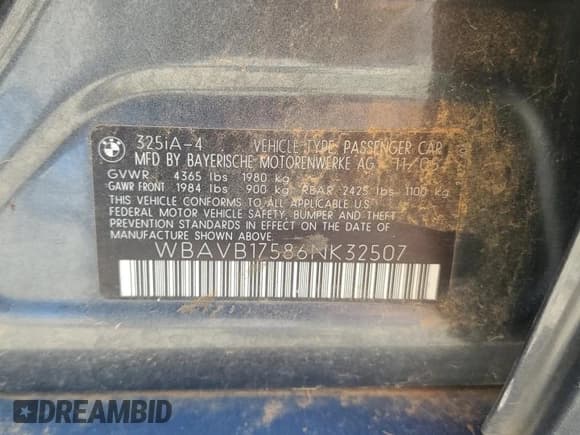 325iA-4 VEHICLE TYPE PASSENGER CAR
MFD BY BAYERISCHE MOTORENWERKE AG 11/05
GVWR 4365 lbs 1980 kg
GAWR FRONT 1984 lbs 900 kg REAR 2425 lbs 1100 kg
THIS VEHICLE CONFORMS TO ALL APPLICABLE U.S.
FEDERAL MOTOR VEHICLE SAFETY, BUMPER AND THEFT
PREVENTION STANDARDS IN EFFECT ON THE DATE OF
MANUFACTURE SHOWN ABOVE.
WBAVB17586NK32507
DREAMBID